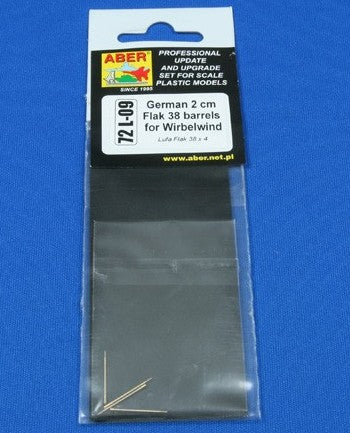 ABER
SINCE 1995
PROFESSIONAL
UPDATE
AND UPGRADE
SET FOR SCALE
PLASTIC MODELS
72 L-09
German 2 cm
Flak 38 barrels
for Wirbelwind
Lufa Flak 38 x 4
www.aber.net.pl